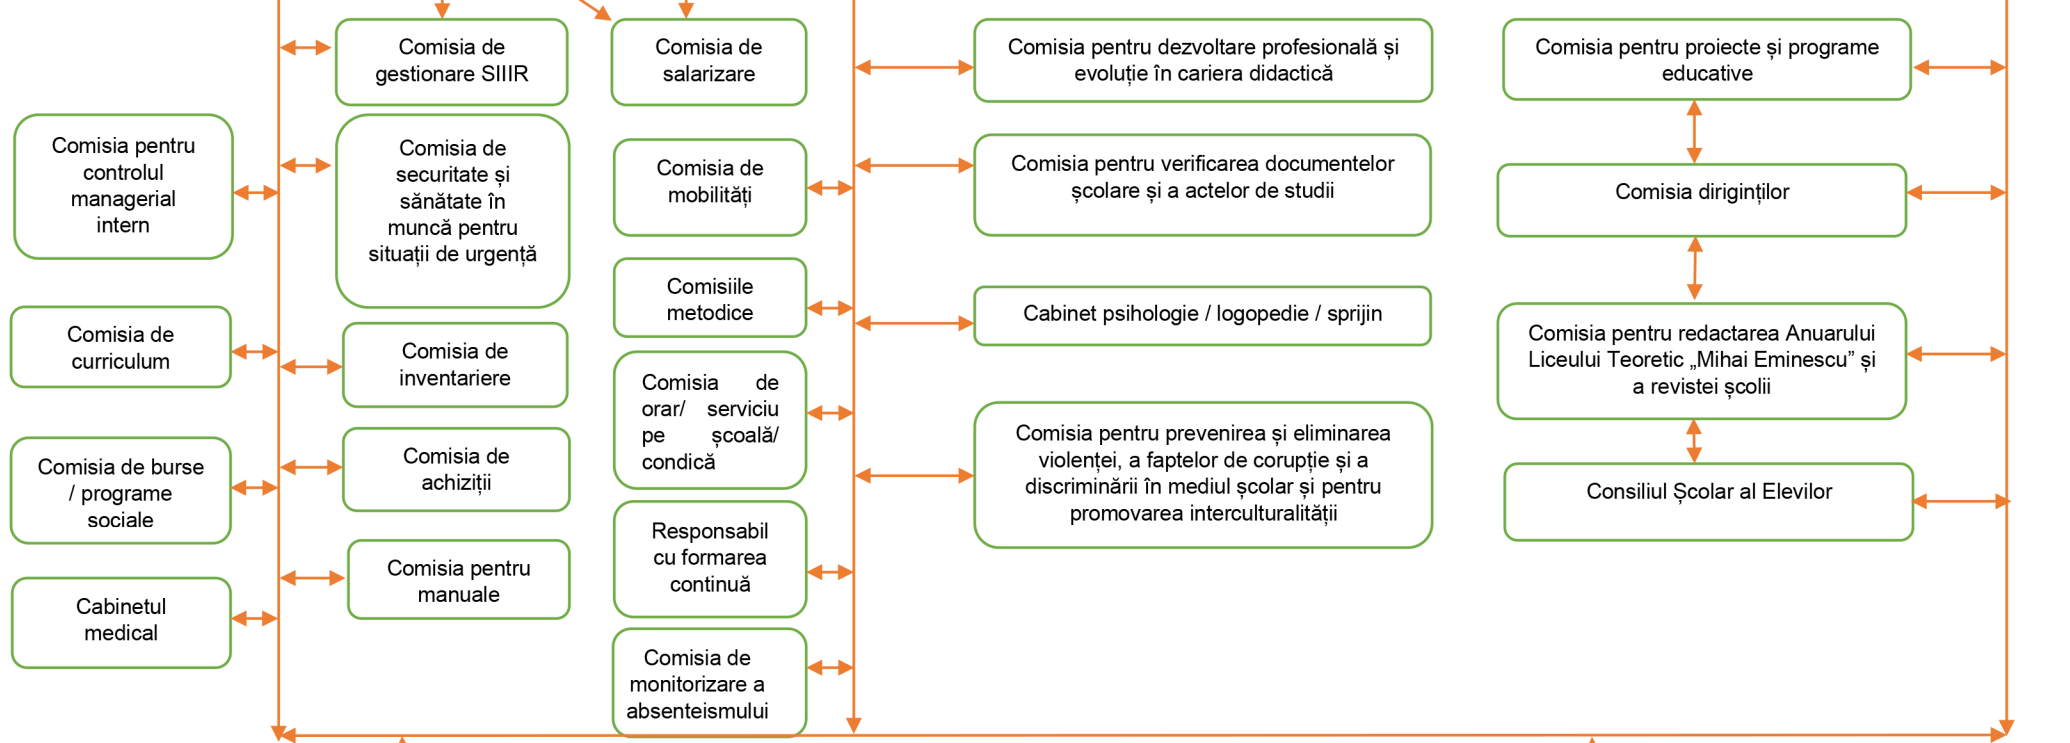 Comisia pentru
controlul
managerial
intern
Comisia de
curriculum
Comisia de burse
/ programe
sociale
Cabinetul
medical
Comisia de
gestionare SIIIR
Comisia de
securitate și
sănătate în
muncă pentru
situații de urgență
Comisia de
inventariere
Comisia de
achiziții
Comisia pentru
manuale
Comisia de
salarizare
Comisia de
mobilități
Comisiile
metodice
Comisia de
orar/ serviciu
pe școală/
condică
Responsabil
cu formarea
continuă
Comisia de
monitorizare a
absenteismului
Comisia pentru dezvoltare profesională și
evoluție în cariera didactică
Comisia pentru verificarea documentelor
școlare și a actelor de studii
Cabinet psihologie / logopedie / sprijin
Comisia pentru prevenirea și eliminarea
violenței, a faptelor de corupție și a
discriminării în mediul școlar și pentru
promovarea interculturalității
Comisia pentru proiecte și programe
educative
Comisia diriginților
Comisia pentru redactarea Anuarului
Liceului Teoretic „Mihai Eminescu” și
a revistei școlii
Consiliul Școlar al Elevilor